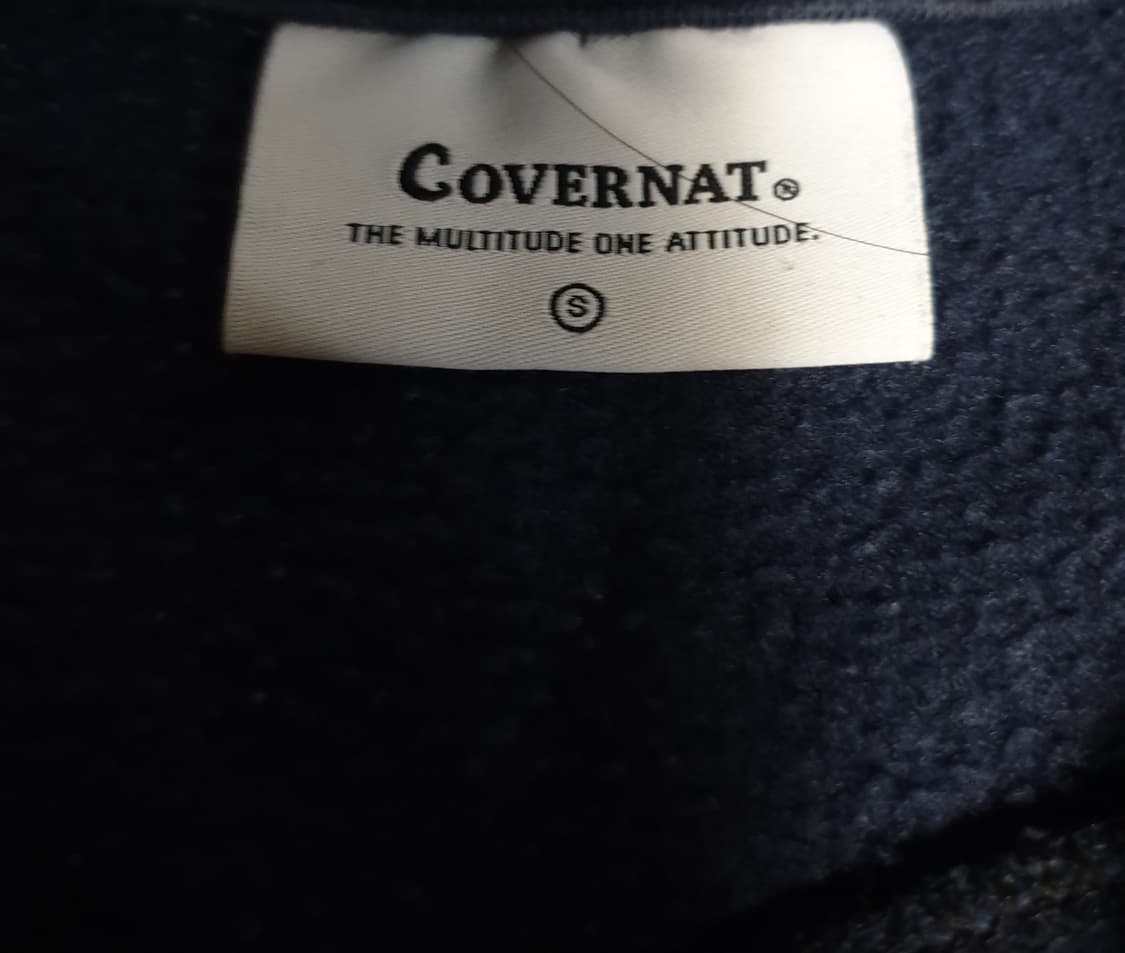 COVERNAT®
THE MULTITUDE ONE ATTITUDE.
S